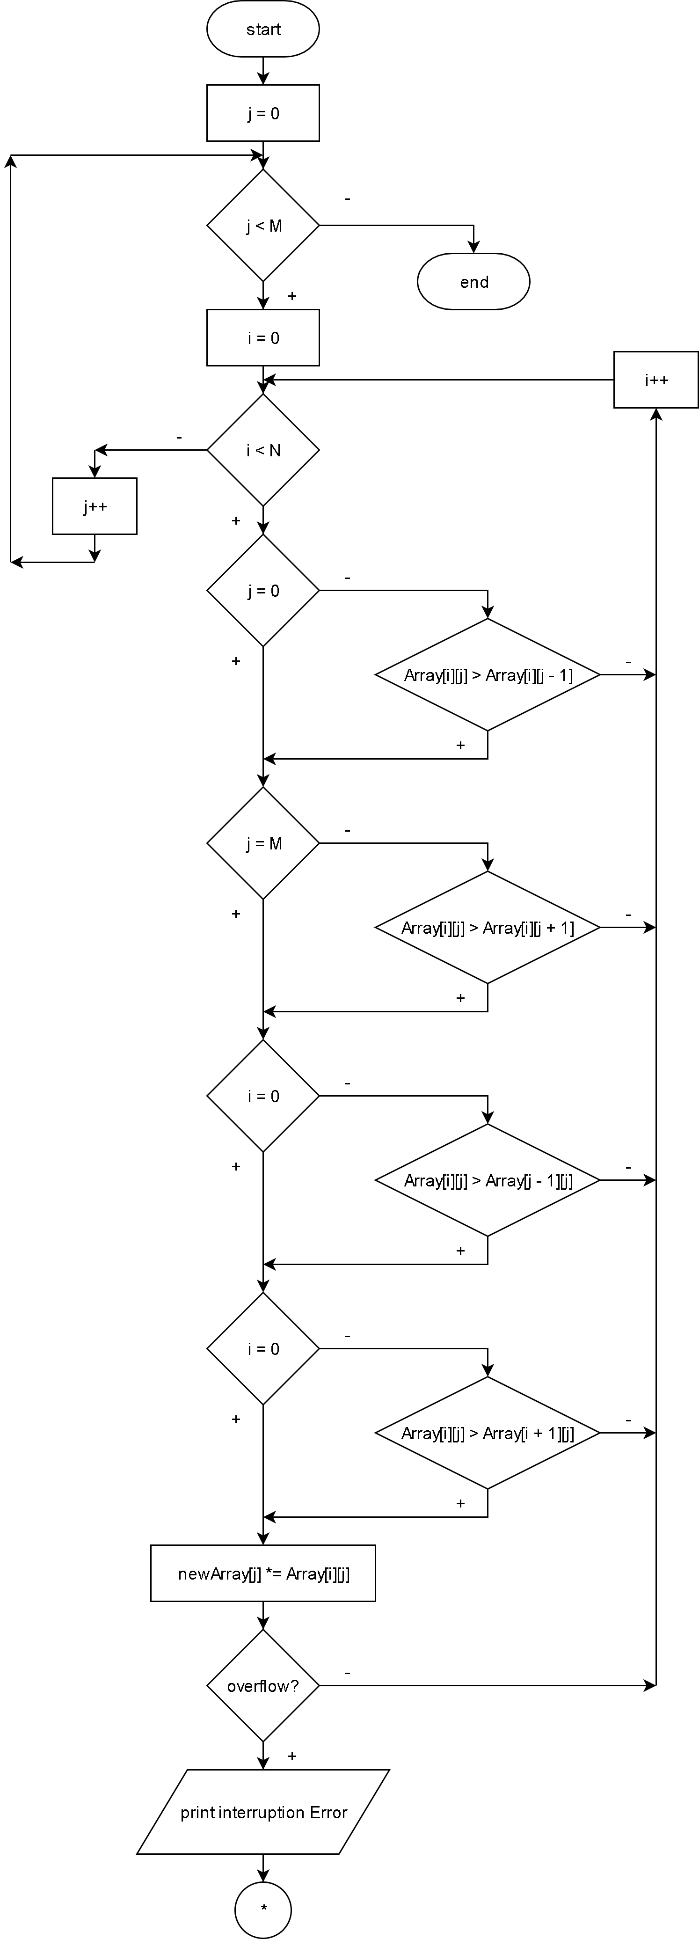 start
j = 0
j < M
-
end
+
i = 0
i++
i < N
-
j++
+
j = 0
-
+
Array[i][j] > Array[i][j - 1]
-
+
j = M
-
+
Array[i][j] > Array[i][j + 1]
-
+
i = 0
-
+
Array[i][j] > Array[j - 1][j]
-
+
i = 0
-
+
Array[i][j] > Array[i + 1][j]
-
+
newArray[j] *= Array[i][j]
overflow?
-
+
print interruption Error
*